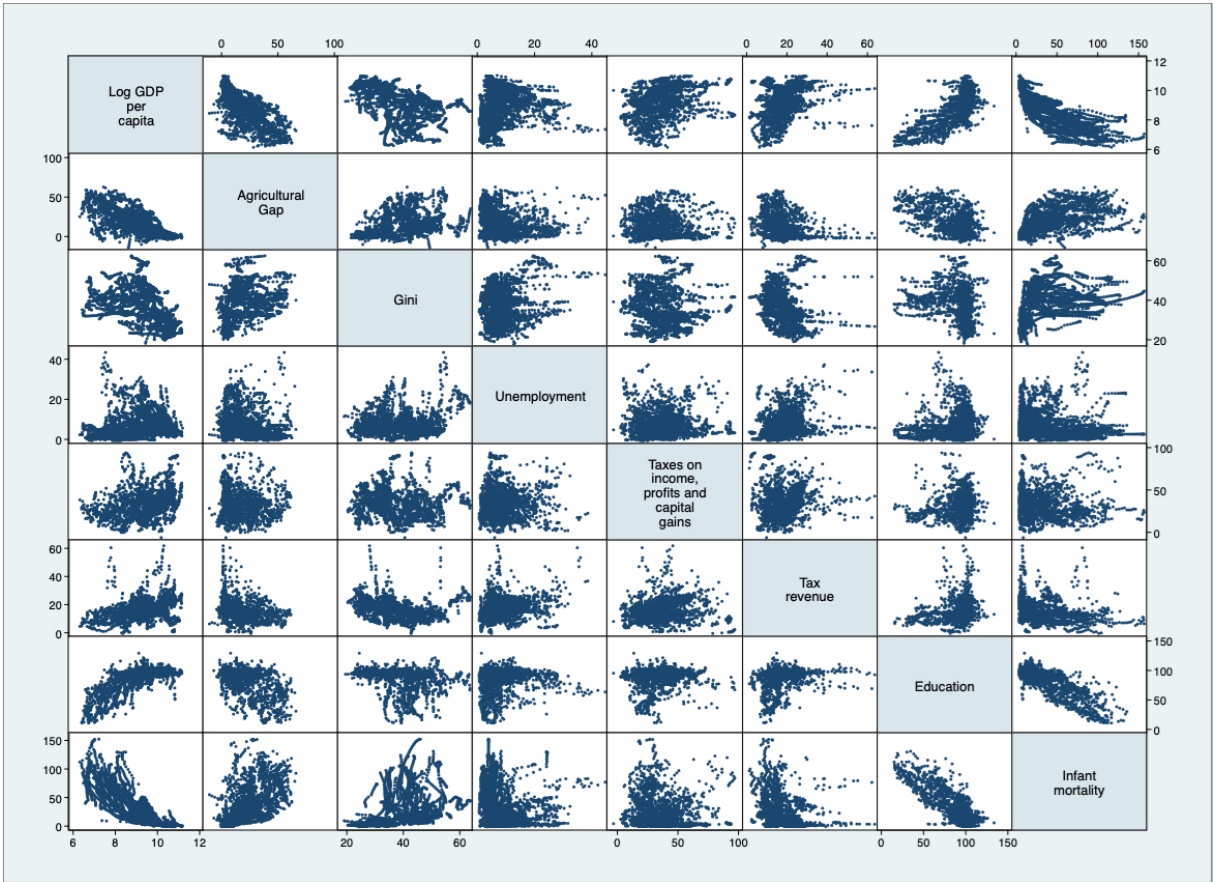 0 50 100 0 20 40 0 20 40 60 0 50 100 150
Log GDP
per
capita
12
10
8
6
100
50
0
Agricultural
Gap
Gini
60
40
20
40
20
0
Unemployment
Taxes on
income,
profits and
capital
gains
100
50
0
60
40
20
0
Tax
revenue
Education
150
100
50
0
150
100
50
0
Infant
mortality
6 8 10 12 20 40 60 0 50 100 0 50 100 150